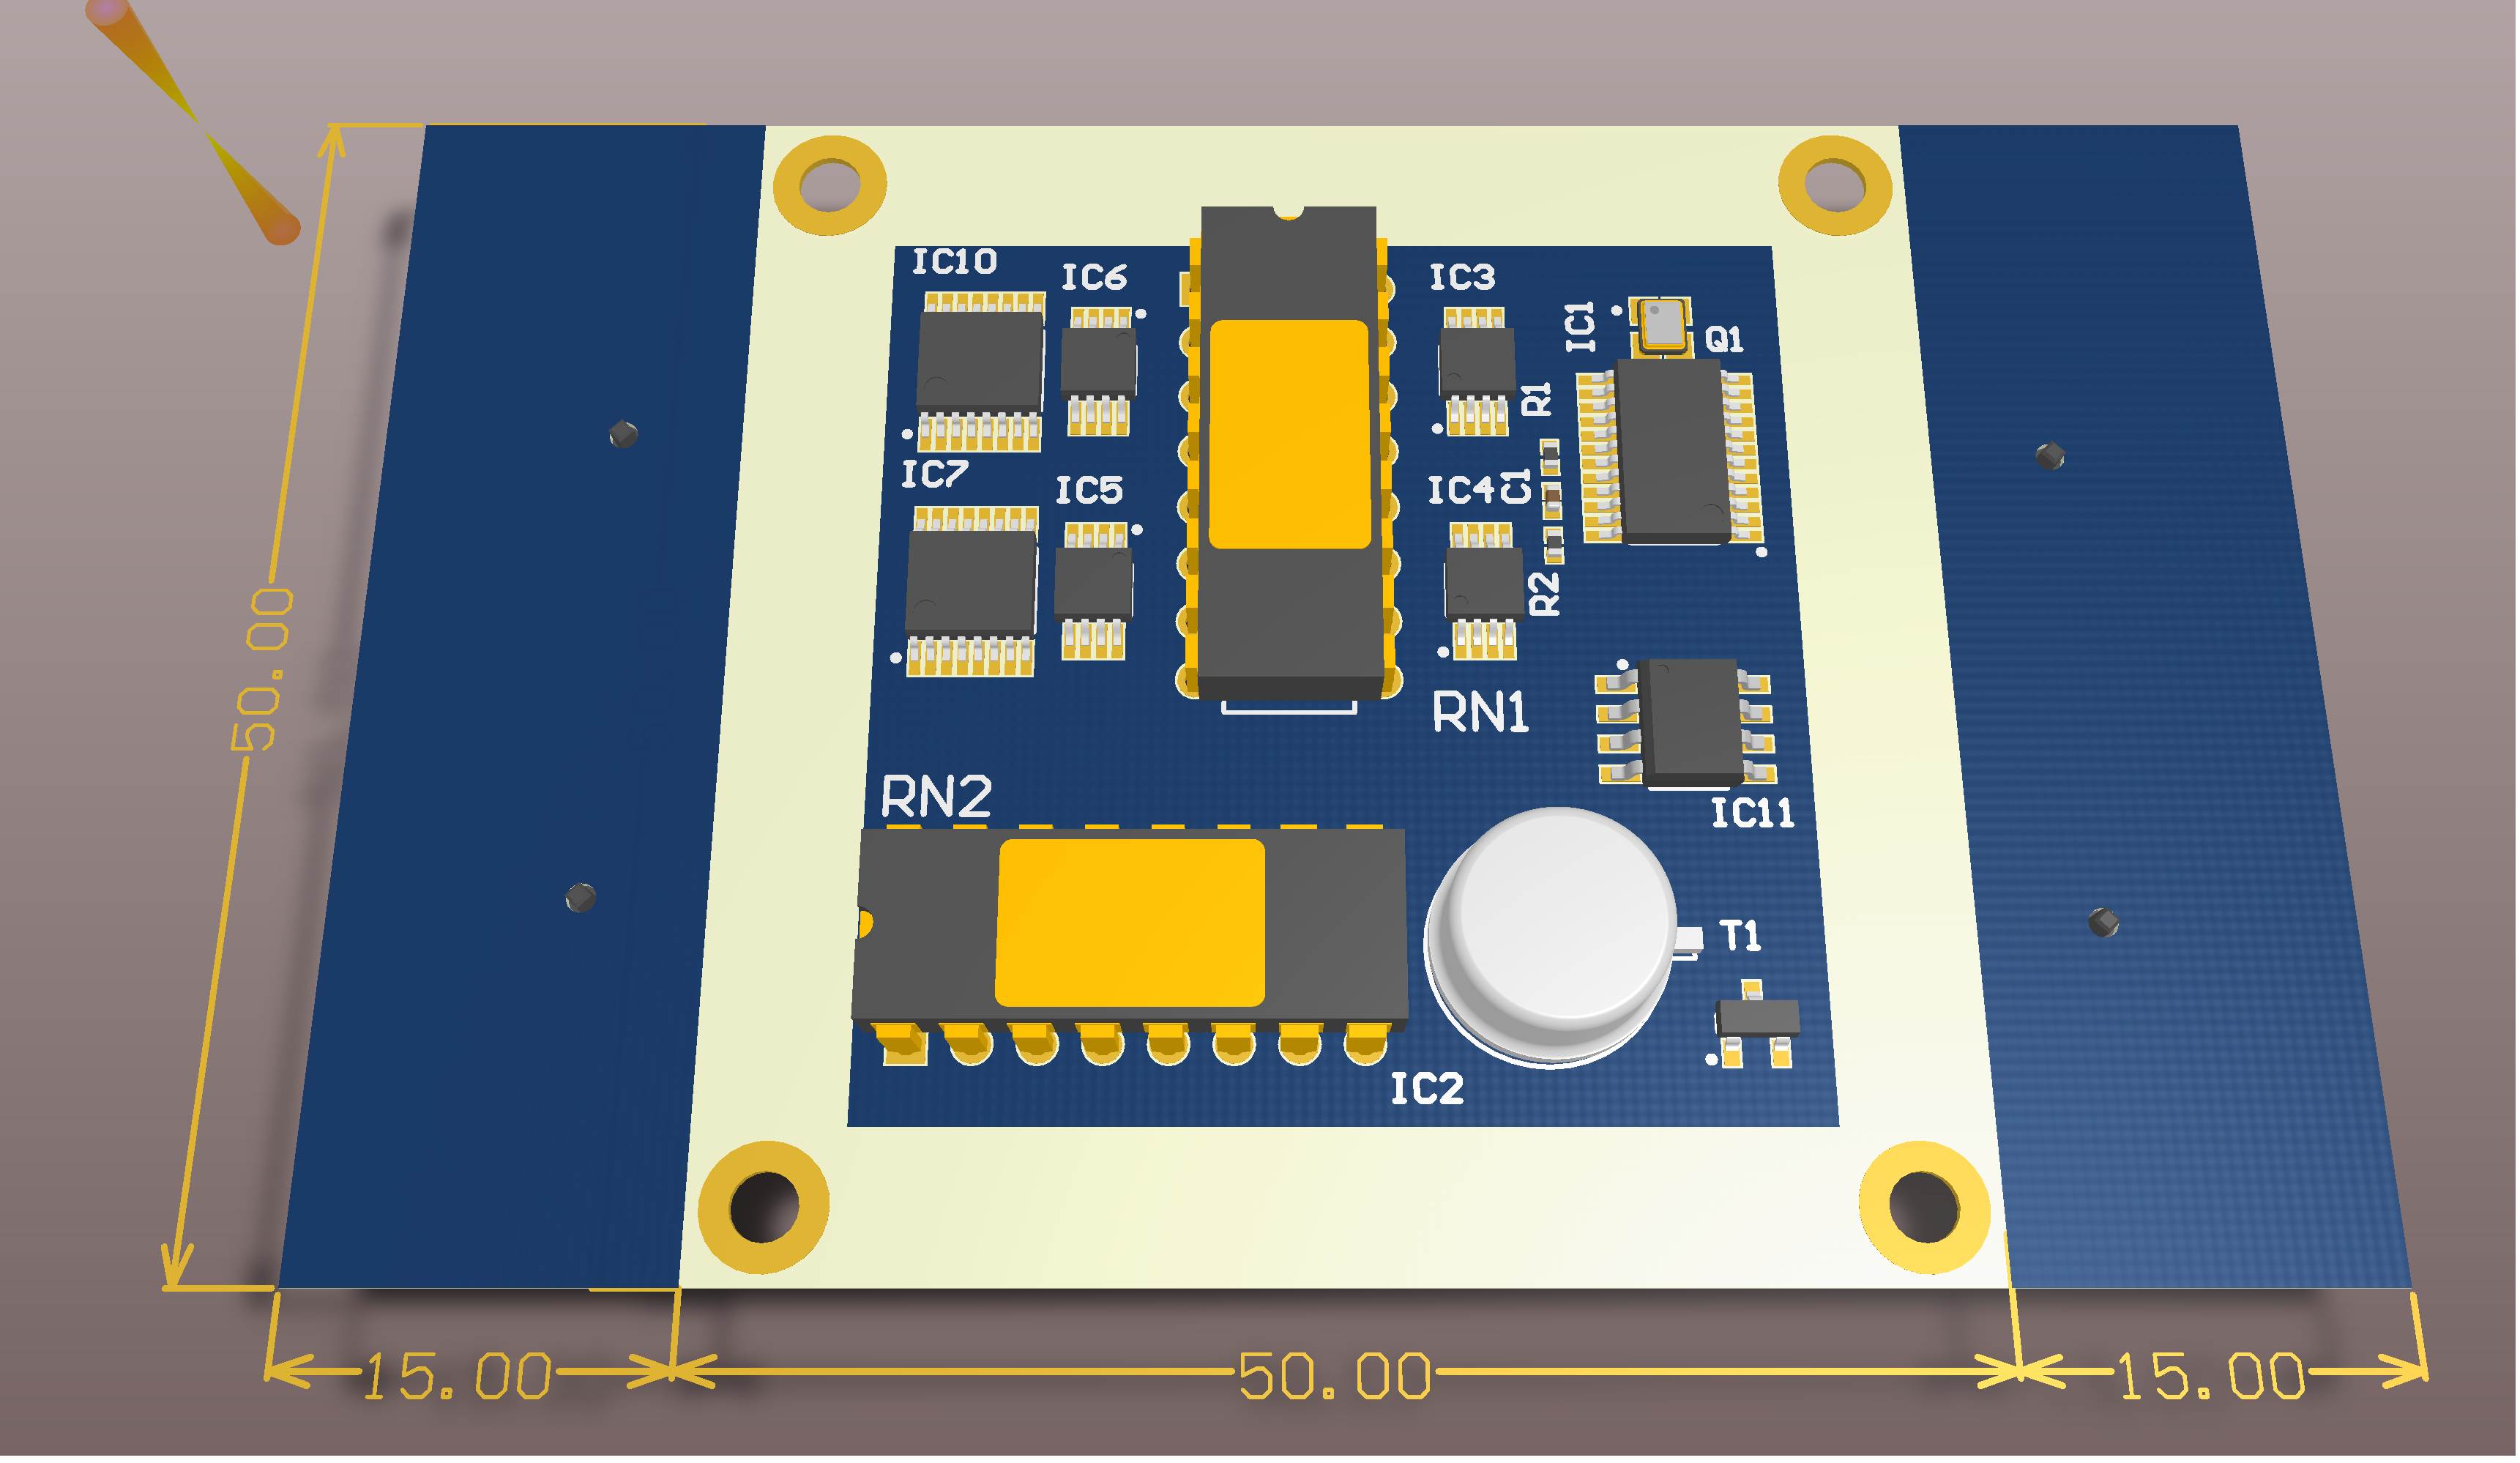 IC10
IC6
IC3
IC1
Q1
R1
IC7
IC5
IC4
C1
R2
50.00
RN1
RN2
IC11
T1
IC2
15.00
50.00
15.00